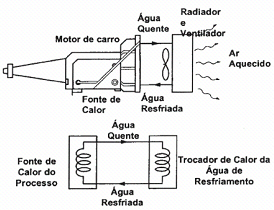 Radiador
e
Ventilador
Água
Quente
Motor de carro
Ar
Aquecido
Fonte de
Calor
Água
Resfriada
Água
Quente
Fonte de
Calor do
Processo
Trocador de Calor da
Água de
Resfriamento
Água
Resfriada